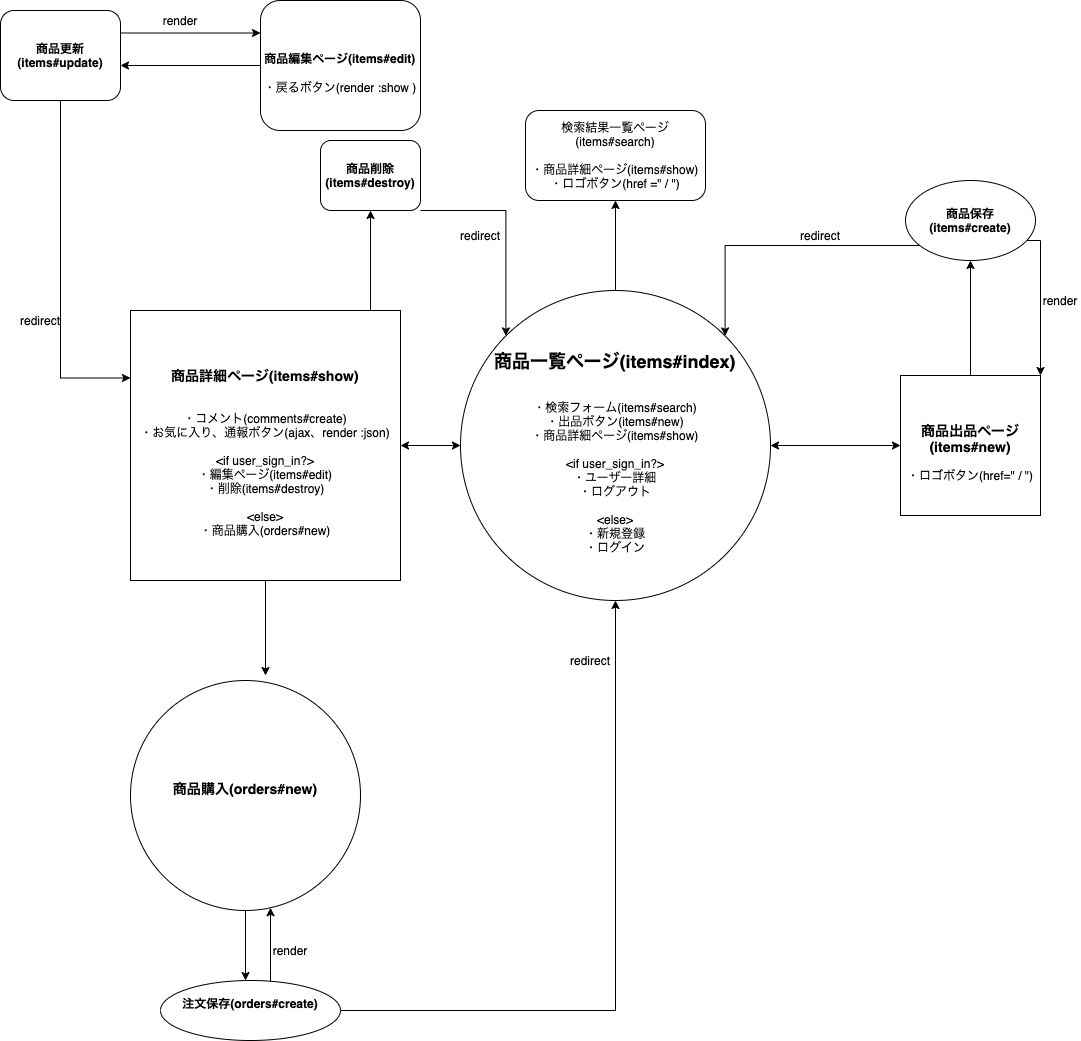 render
商品更新
(items#update)
商品編集ページ(items#edit)
・戻るボタン(render :show )
商品削除
(items#destroy)
redirect
検索結果一覧ページ
(items#search)
・商品詳細ページ(items#show)
・ロゴボタン(href =" / ")
商品保存
(items#create)
redirect
render
redirect
商品詳細ページ(items#show)
・コメント(comments#create)
・お気に入り、通報ボタン(ajax、render :json)
<if user_sign_in?>
・編集ページ(items#edit)
・削除(items#destroy)
<else>
・商品購入(orders#new)
商品一覧ページ(items#index)
・検索フォーム(items#search)
・出品ボタン(items#new)
・商品詳細ページ(items#show)
<if user_sign_in?>
・ユーザー詳細
・ログアウト
<else>
・新規登録
・ログイン
商品出品ページ
(items#new)
・ロゴボタン(href=" / ")
redirect
商品購入(orders#new)
render
注文保存(orders#create)